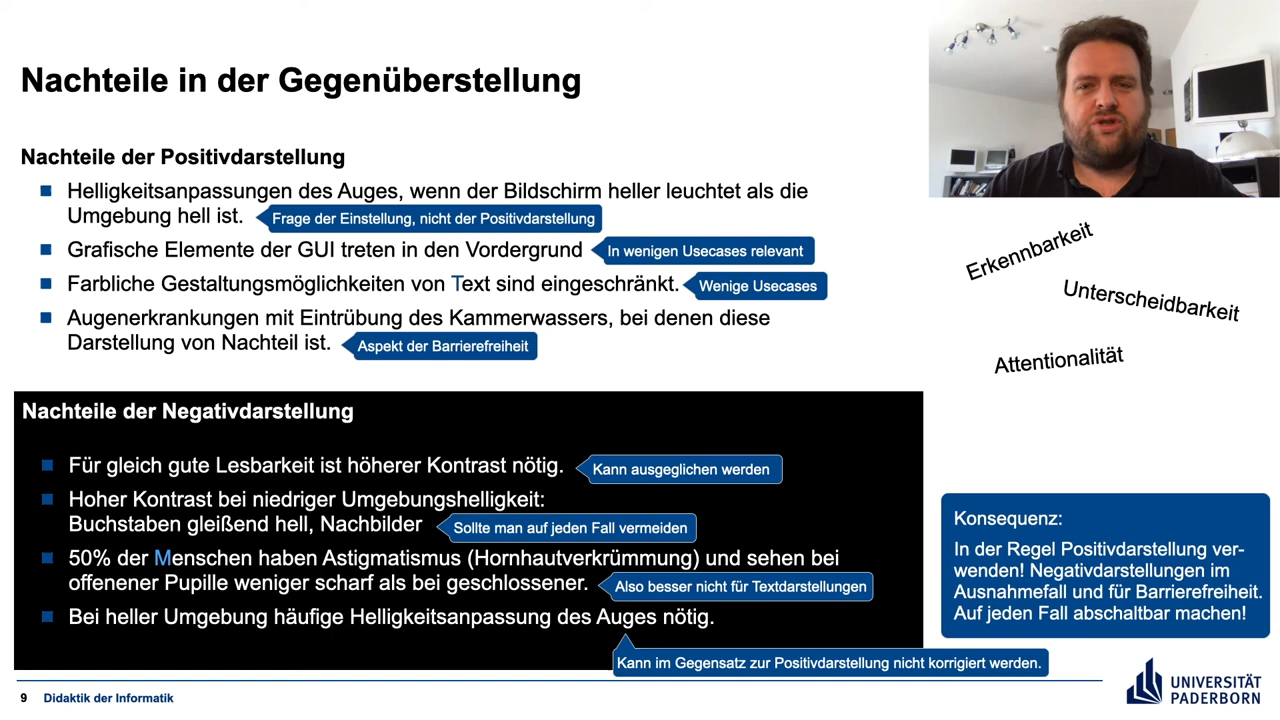 Nachteile in der Gegenüberstellung
Nachteile der Positivdarstellung
Helligkeitsanpassungen des Auges, wenn der Bildschirm heller leuchtet als die
Umgebung hell ist.
Frage der Einstellung, nicht der Positivdarstellung
Grafische Elemente der GUI treten in den Vordergrund
In wenigen Usecases relevant
Farbliche Gestaltungsmöglichkeiten von Text sind eingeschränkt.
Wenige Usecases
Augenerkrankungen mit Eintrübung des Kammerwassers, bei denen diese
Darstellung von Nachteil ist.
Aspekt der Barrierefreiheit
Erkennbarkeit
Unterscheidbarkeit
Attentionalität
Nachteile der Negativdarstellung
Für gleich gute Lesbarkeit ist höherer Kontrast nötig.
Kann ausgeglichen werden
Hoher Kontrast bei niedriger Umgebungshelligkeit:
Buchstaben gleißend hell, Nachbilder
Sollte man auf jeden Fall vermeiden
50% der Menschen haben Astigmatismus (Hornhautverkrümmung) und sehen bei
offenener Pupille weniger scharf als bei geschlossener.
Also besser nicht für Textdarstellungen
Bei heller Umgebung häufige Helligkeitsanpassung des Auges nötig.
Kann im Gegensatz zur Positivdarstellung nicht korrigiert werden.
Konsequenz:
In der Regel Positivdarstellung ver-
wenden! Negativdarstellungen im
Ausnahmefall und für Barrierefreiheit.
Auf jeden Fall abschaltbar machen!
9 Didaktik der Informatik
UNIVERSITÄT
PADERBORN